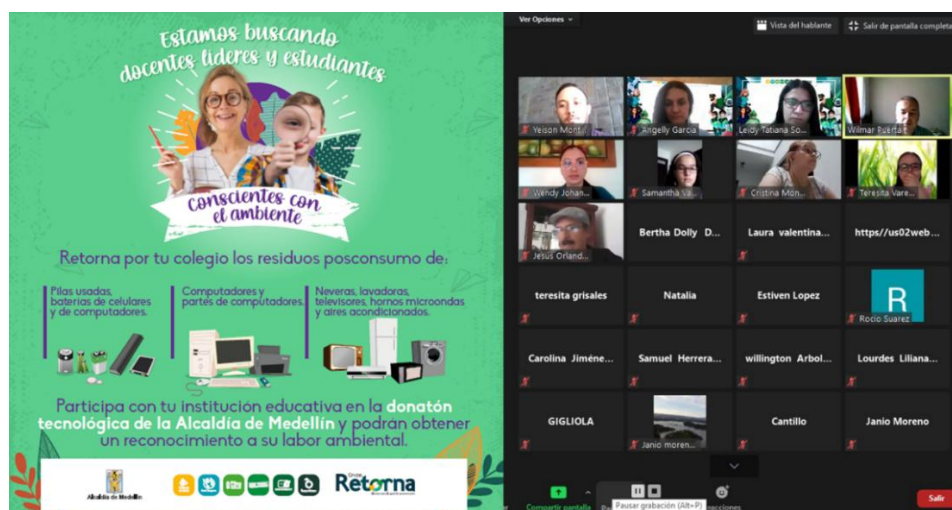 Estamos buscando
docentes líderes y estudiantes
conscientes con
el ambiente
Retorna por tu colegio los residuos posconsumo de:
Pilas usadas,
baterías de celulares
y de computadores.
Computadores y
partes de computadores.
Neveras, lavadoras,
televisores, hornos microondas
y aires acondicionados.
Participa con tu institución educativa en la donatón
tecnológica de la Alcaldía de Medellín y podrán obtener
un reconocimiento a su labor ambiental.
Alcaldía de Medellín
Grupo
Retorna
Ver Opciones
Vista del hablante
Salir de pantalla completa
Yeison Mont...
Angelly Garcia
Leidy Tatiana So...
Wilmar Puerta
Wendy Johan...
Samantha Va...
Cristina Mon...
Teresita Vare...
Jesus Orland...
Bertha Dolly D...
Laura valentina...
https//us02web...
teresita grisales
Natalia
Estiven Lopez
R
Rocio Suarez
Carolina Jiméne...
Samuel Herrera...
willington Arbol...
Lourdes Liliana...
GIGLIOLA
Janio moren...
Cantillo
Janio Moreno
Compartir pantalla
Pausar grabación (Alt+P)
Salir